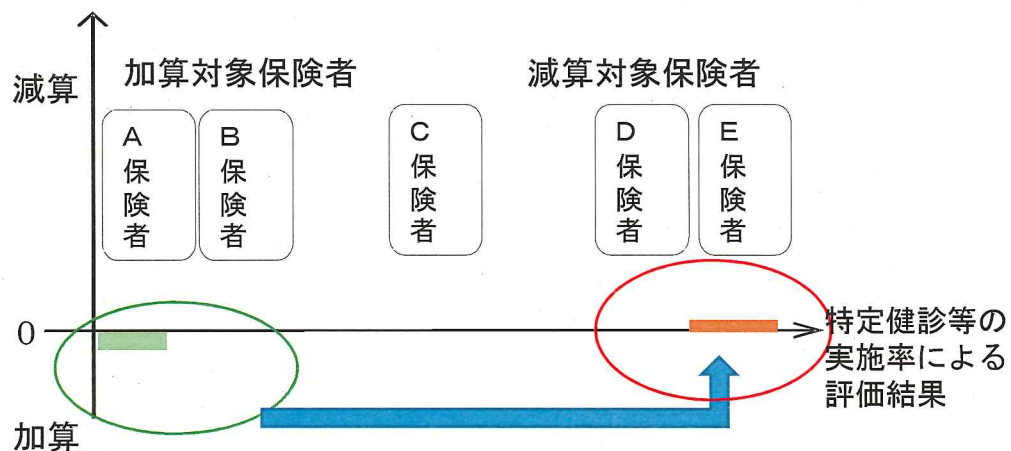 減算
加算対象保険者
減算対象保険者
A
保
険
者
B
保
険
者
C
保
険
者
D
保
険
者
E
保
険
者
0
特定健診等の
実施率による
評価結果
加算